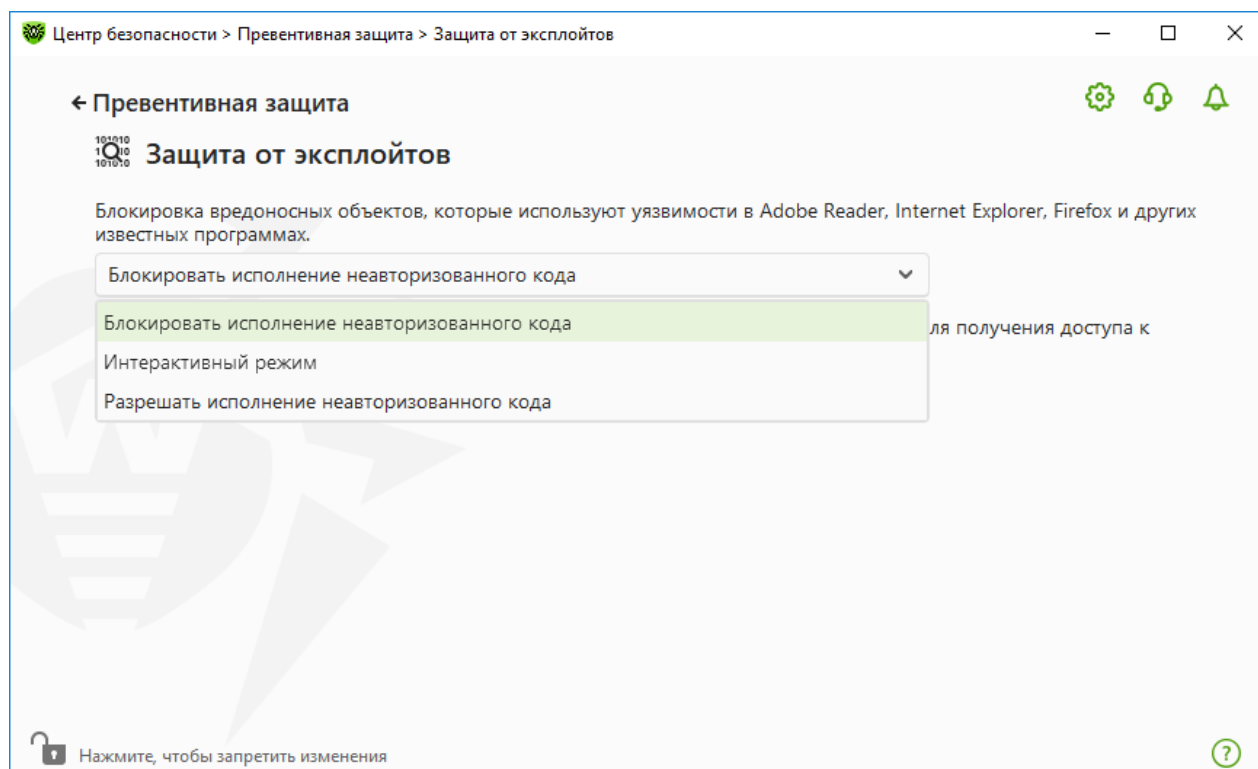 Центр безопасности > Превентивная защита > Защита от эксплойтов
Превентивная защита
101010
1 10
101010
Защита от эксплойтов
Блокировка вредоносных объектов, которые используют уязвимости в Adobe Reader, Internet Explorer, Firefox и других
известных программах.
Блокировать исполнение неавторизованного кода
Блокировать исполнение неавторизованного кода
ля получения доступа к
Интерактивный режим
Разрешать исполнение неавторизованного кода
Нажмите, чтобы запретить изменения
?